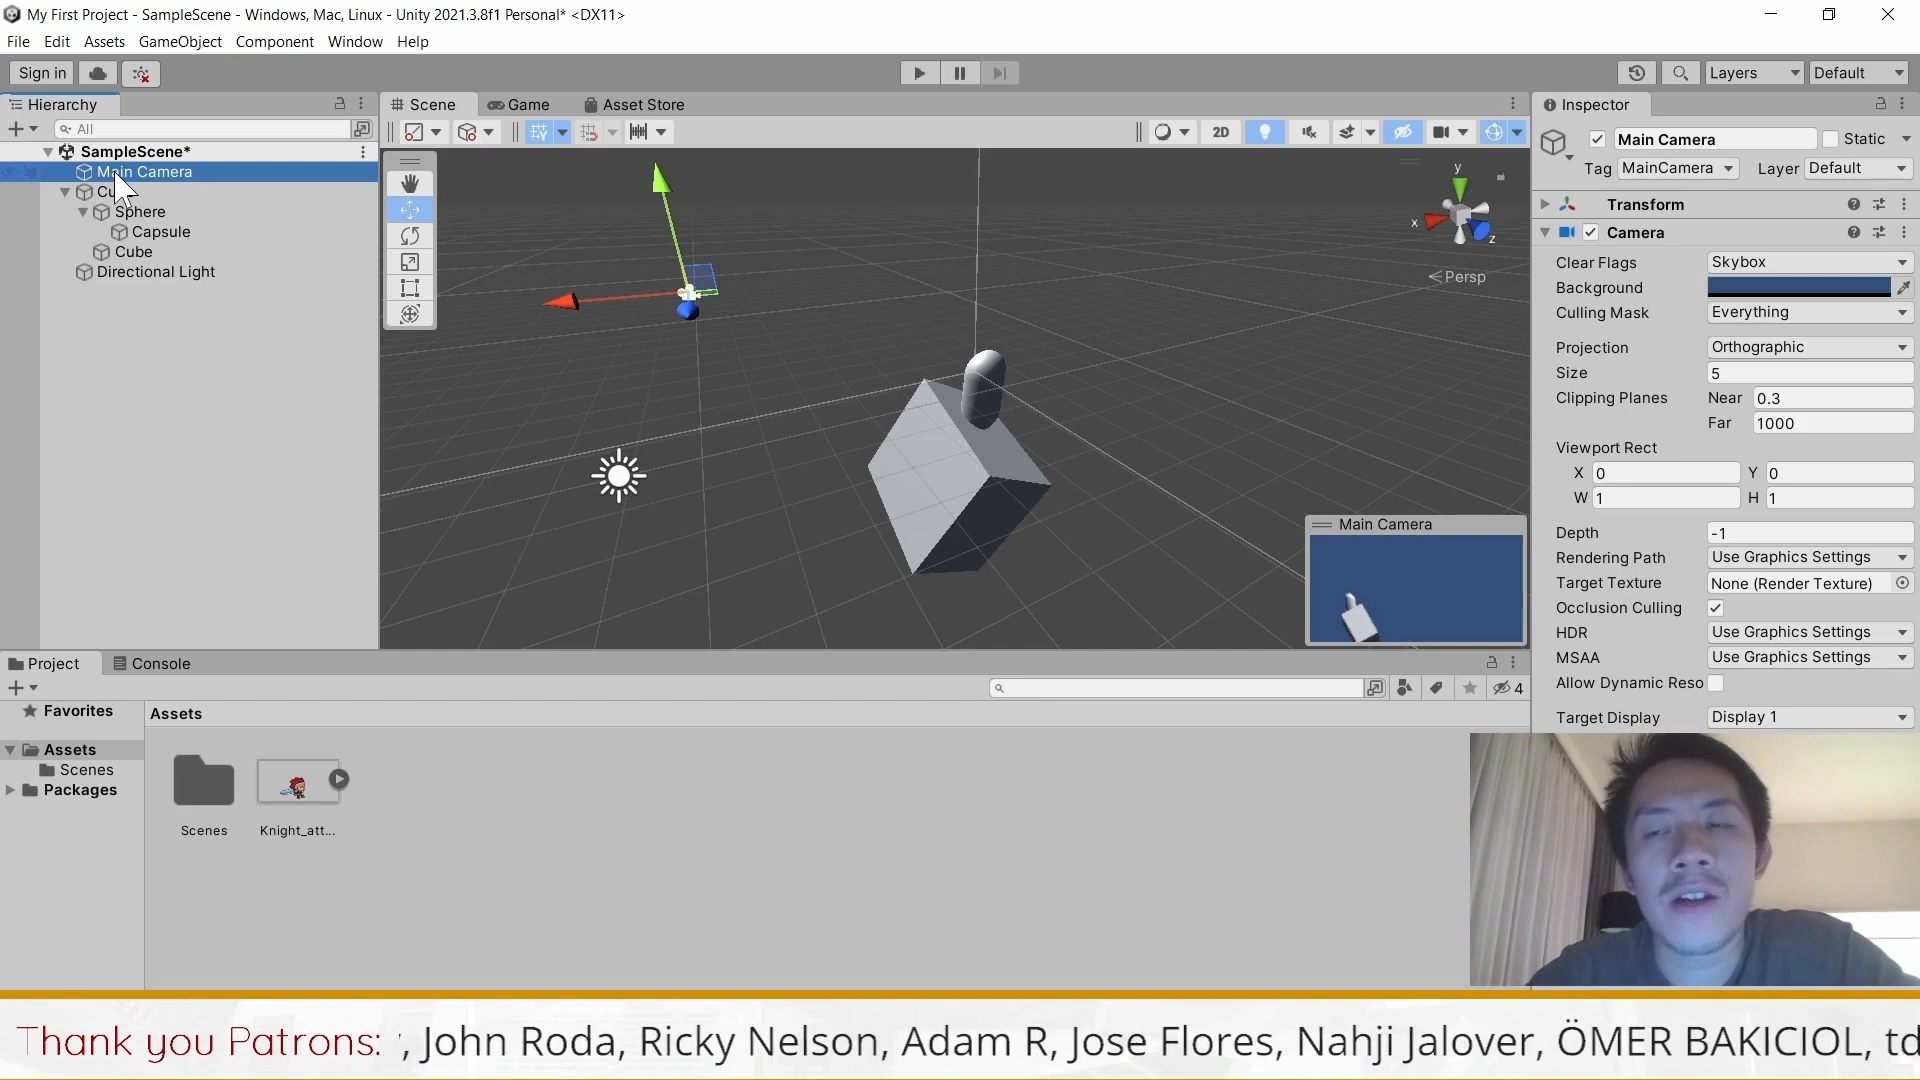 My First Project - SampleScene - Windows, Mac, Linux - Unity 2021.3.8f1 Personal* <DX11>
File Edit Assets GameObject Component Window Help
Sign in Layers Default
Hierarchy
All
SampleScene*
Main Camera
Sphere
Capsule
Cube
Directional Light
Scene Game Asset Store
2D
y
x
z
Persp
Main Camera
Inspector
Main Camera Static
Tag MainCamera Layer Default
Transform
Camera
Clear Flags Skybox
Background
Culling Mask Everything
Projection Orthographic
Size 5
Clipping Planes Near 0.3
Far 1000
Viewport Rect
X 0 Y 0
W 1 H 1
Depth -1
Rendering Path Use Graphics Settings
Target Texture None (Render Texture)
Occlusion Culling
HDR Use Graphics Settings
MSAA Use Graphics Settings
Allow Dynamic Reso
Target Display Display 1
Project Console
4
Favorites
Assets
Scenes
Packages
Assets
Scenes Knight_att...
Thank you Patrons: , John Roda, Ricky Nelson, Adam R, Jose Flores, Nahji Jalover, ÖMER BAKICIOL, td